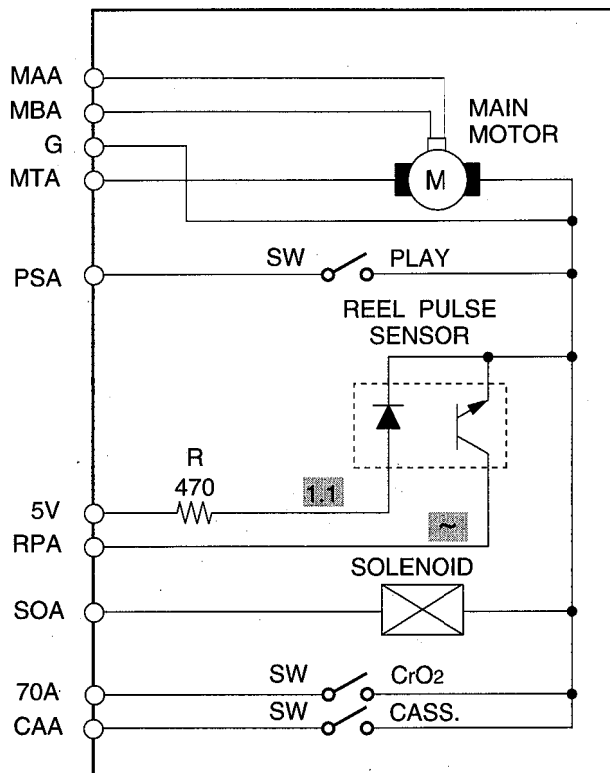 MAA
MBA
MAIN
MOTOR
G
MTA
M
PSA
SW
PLAY
REEL PULSE
SENSOR
R
470
1.1
5V
~
RPA
SOLENOID
SOA
SW
CrO2
70A
SW
CASS.
CAA